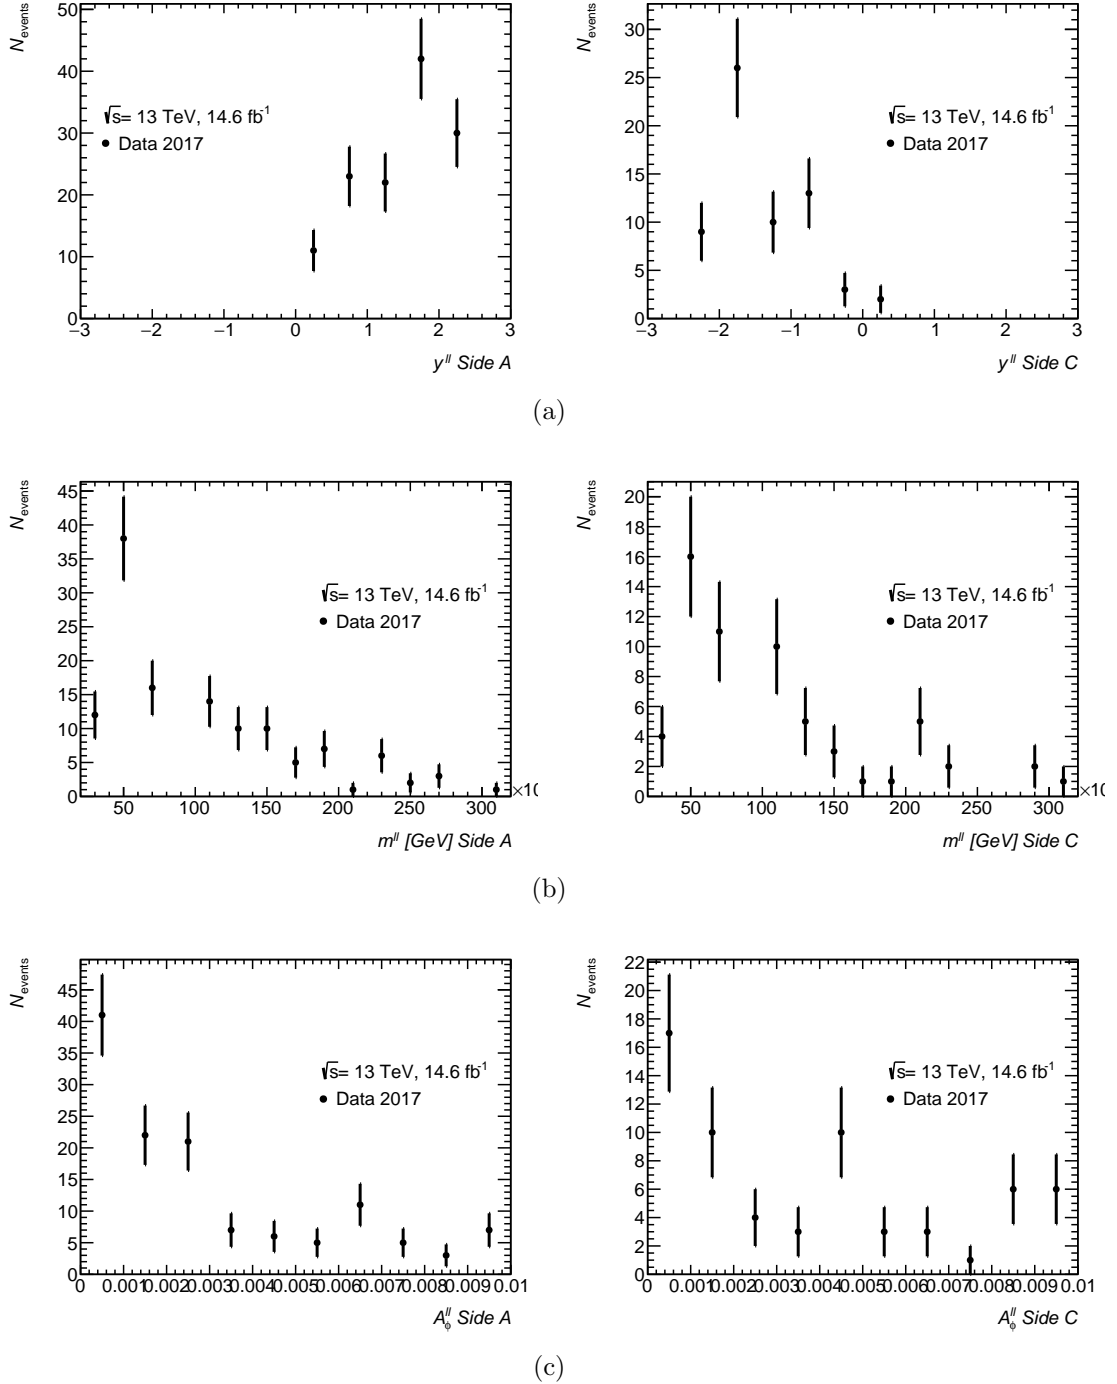 N_events
50
40
30
20
10
0
√s= 13 TeV, 14.6 fb⁻¹
Data 2017
−3 −2 −1 0 1 2 3
y^ll Side A
N_events
30
25
20
15
10
5
0
√s= 13 TeV, 14.6 fb⁻¹
Data 2017
−3 −2 −1 0 1 2 3
y^ll Side C
(a)
N_events
45
40
35
30
25
20
15
10
5
0
√s= 13 TeV, 14.6 fb⁻¹
Data 2017
50 100 150 200 250 300 ×10
m^ll [GeV] Side A
N_events
20
18
16
14
12
10
8
6
4
2
0
√s= 13 TeV, 14.6 fb⁻¹
Data 2017
50 100 150 200 250 300 ×10
m^ll [GeV] Side C
(b)
N_events
45
40
35
30
25
20
15
10
5
0
√s= 13 TeV, 14.6 fb⁻¹
Data 2017
0 0.001 0.002 0.003 0.004 0.005 0.006 0.007 0.008 0.009 0.01
A_ϕ^ll Side A
N_events
22
20
18
16
14
12
10
8
6
4
2
0
√s= 13 TeV, 14.6 fb⁻¹
Data 2017
0 0.001 0.002 0.003 0.004 0.005 0.006 0.007 0.008 0.009 0.01
A_ϕ^ll Side C
(c)